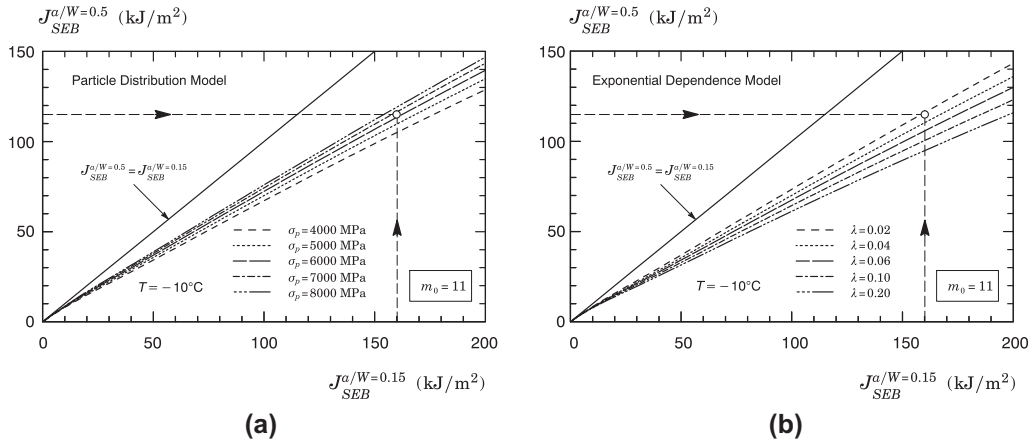 J_SEB^a/W=0.5 (kJ/m²)
150
100
50
0
Particle Distribution Model
J_SEB^a/W=0.5 = J_SEB^a/W=0.15
σp=4000 MPa
σp=5000 MPa
σp=6000 MPa
σp=7000 MPa
σp=8000 MPa
T=−10°C
m₀=11
0 50 100 150 200
J_SEB^a/W=0.15 (kJ/m²)
(a)
J_SEB^a/W=0.5 (kJ/m²)
150
100
50
0
Exponential Dependence Model
J_SEB^a/W=0.5 = J_SEB^a/W=0.15
λ=0.02
λ=0.04
λ=0.06
λ=0.10
λ=0.20
T=−10°C
m₀=11
0 50 100 150 200
J_SEB^a/W=0.15 (kJ/m²)
(b)